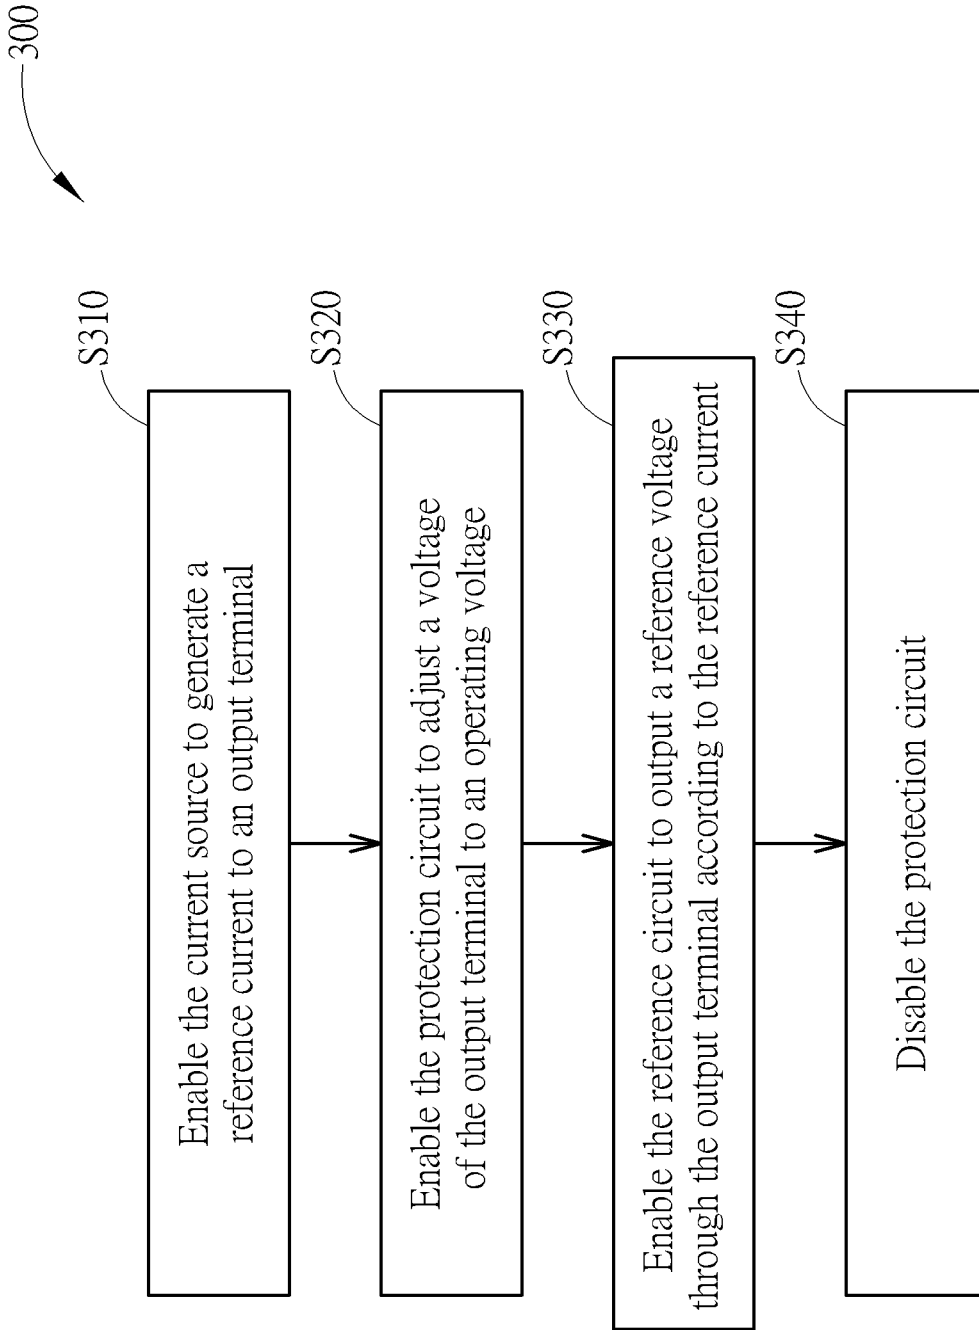 300
S310
Enable the current source to generate a
reference current to an output terminal
S320
Enable the protection circuit to adjust a voltage
of the output terminal to an operating voltage
S330
Enable the reference circuit to output a reference voltage
through the output terminal according to the reference current
S340
Disable the protection circuit